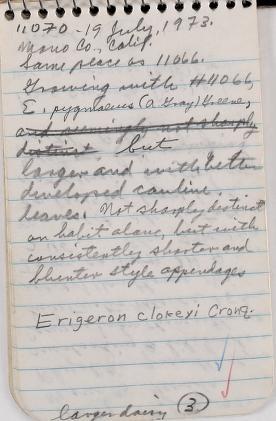 11070 - 19 July, 1973.
Mono Co., Calif.
Same place as 11066.
Growing with #11066,
E. pygmaeus (A. Gray) Greene,
and seemingly not sharply
distinct but
larger and with better
developed cauline
leaves. Not sharply distinct
on habit alone, but with
consistently shorter and
blunter style appendages
Erigeron clokeyi Cronq.
larger daisy 3